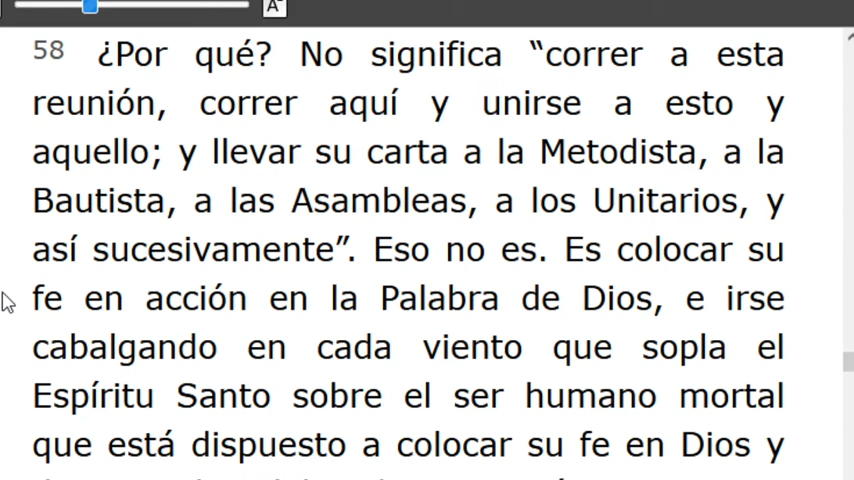 A
58 ¿Por qué? No significa “correr a esta
reunión, correr aquí y unirse a esto y
aquello; y llevar su carta a la Metodista, a la
Bautista, a las Asambleas, a los Unitarios, y
así sucesivamente”. Eso no es. Es colocar su
fe en acción en la Palabra de Dios, e irse
cabalgando en cada viento que sopla el
Espíritu Santo sobre el ser humano mortal
que está dispuesto a colocar su fe en Dios y